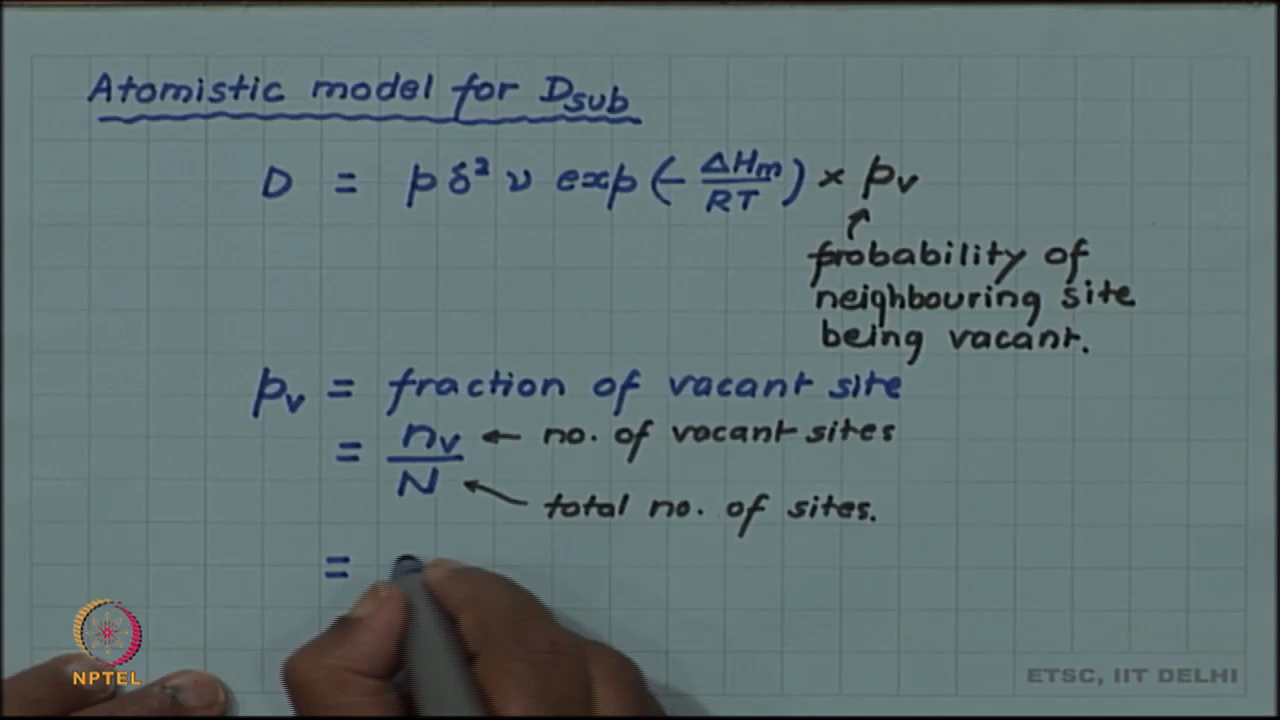 Atomistic model for Dsub
D = p δ² ν exp (- ΔHm / RT) × pv
probability of
neighbouring site
being vacant.
pv = fraction of vacant site
= nv / N ← no. of vacant sites
total no. of sites.
=
NPTEL
ETSC, IIT DELHI